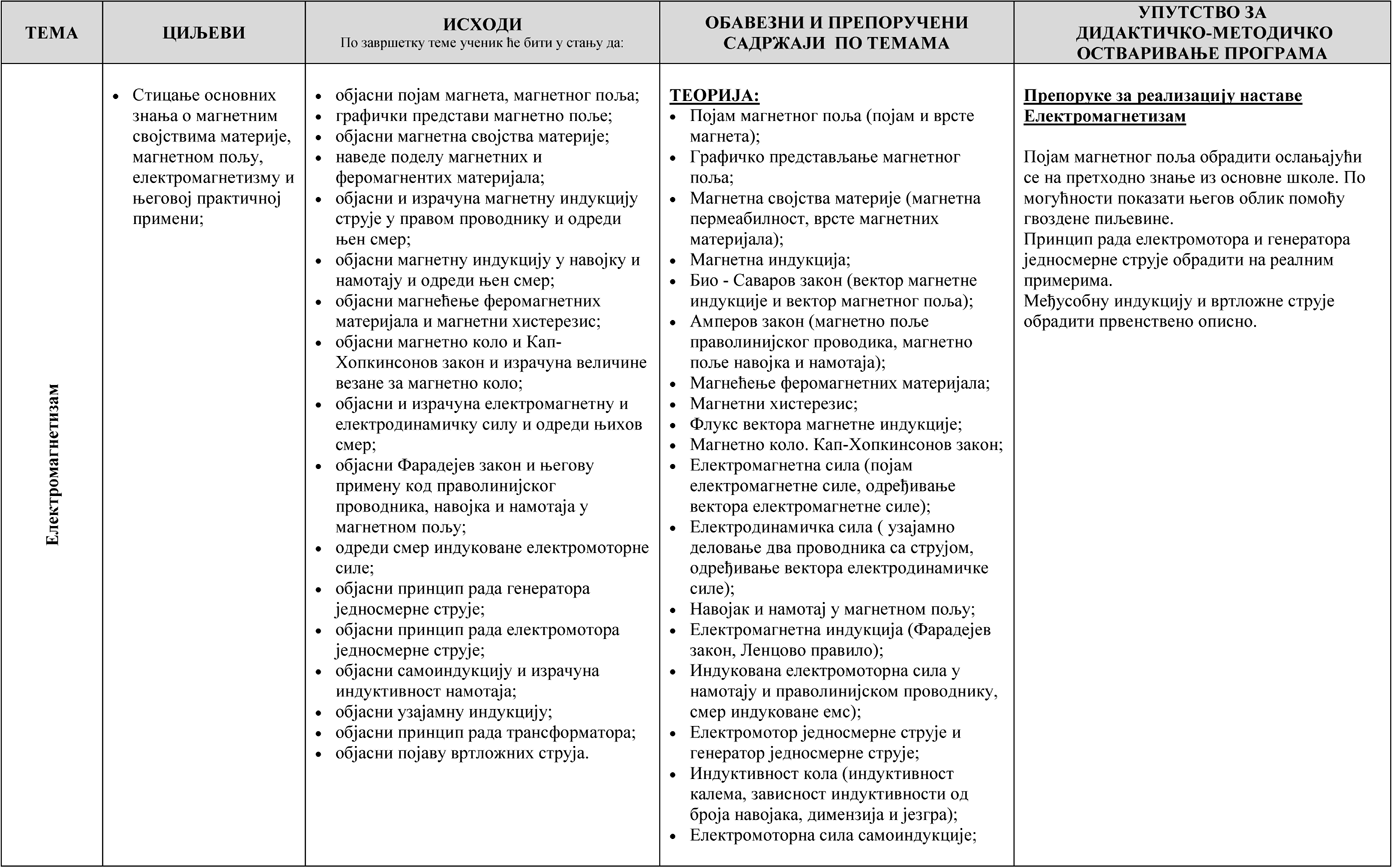 ТЕМА
ЦИЉЕВИ
ИСХОДИ
По завршетку теме ученик ће бити у стању да:
ОБАВЕЗНИ И ПРЕПОРУЧЕНИ
САДРЖАЈИ ПО ТЕМАМА
УПУТСТВО ЗА
ДИДАКТИЧКО-МЕТОДИЧКО
ОСТВАРИВАЊЕ ПРОГРАМА
Електромагнетизам
• Стицање основних
знања о магнетним
својствима материје,
магнетном пољу,
електромагнетизму и
његовој практичној
примени;
• објасни појам магнета, магнетног поља;
• графички представи магнетно поље;
• објасни магнетна својства материје;
• наведе поделу магнетних и
феромагнентих материјала;
• објасни и израчуна магнетну индукцију
струје у правом проводнику и одреди
њен смер;
• објасни магнетну индукцију у навојку и
намотају и одреди њен смер;
• објасни магнећење феромагнетних
материјала и магнетни хистерезис;
• објасни магнетно коло и Кап-
Хопкинсонов закон и израчуна величине
везане за магнетно коло;
• објасни и израчуна електромагнетну и
електродинамичку силу и одреди њихов
смер;
• објасни Фарадејев закон и његову
примену код праволинијског
проводника, навојка и намотаја у
магнетном пољу;
• одреди смер индуковане електромоторне
силе;
• објасни принцип рада генератора
једносмерне струје;
• објасни принцип рада електромотора
једносмерне струје;
• објасни самоиндукцију и израчуна
индуктивност намотаја;
• објасни узајамну индукцију;
• објасни принцип рада трансформатора;
• објасни појаву вртложних струја.
ТЕОРИЈА:
• Појам магнетног поља (појам и врсте
магнета);
• Графичко представљање магнетног
поља;
• Магнетна својства материје (магнетна
пермеабилност, врсте магнетних
материјала);
• Магнетна индукција;
• Био - Саваров закон (вектор магнетне
индукције и вектор магнетног поља);
• Амперов закон (магнетно поље
праволинијског проводика, магнетно
поље навојка и намотаја);
• Магнећење феромагнетних материјала;
• Магнетни хистерезис;
• Флукс вектора магнетне индукције;
• Магнетно коло. Кап-Хопкинсонов закон;
• Електромагнетна сила (појам
електромагнетне силе, одређивање
вектора електромагнетне силе);
• Електродинамичка сила ( узајамно
деловање два проводника са струјом,
одређивање вектора електродинамичке
силе);
• Навојак и намотај у магнетном пољу;
• Електромагнетна индукција (Фарадејев
закон, Ленцово правило);
• Индукована електромоторна сила у
намотају и праволинијском проводнику,
смер индуковане емс);
• Електромотор једносмерне струје и
генератор једносмерне струје;
• Индуктивност кола (индуктивност
калема, зависност индуктивности од
броја навојака, димензија и језгра);
• Електромоторна сила самоиндукције;
Препоруке за реализацију наставе
Електромагнетизам
Појам магнетног поља обрадити ослањајући
се на претходно знање из основне школе. По
могућности показати његов облик помоћу
гвоздене пиљевине.
Принцип рада електромотора и генератора
једносмерне струје обрадити на реалним
примерима.
Међусобну индукцију и вртложне струје
обрадити првенствено описно.